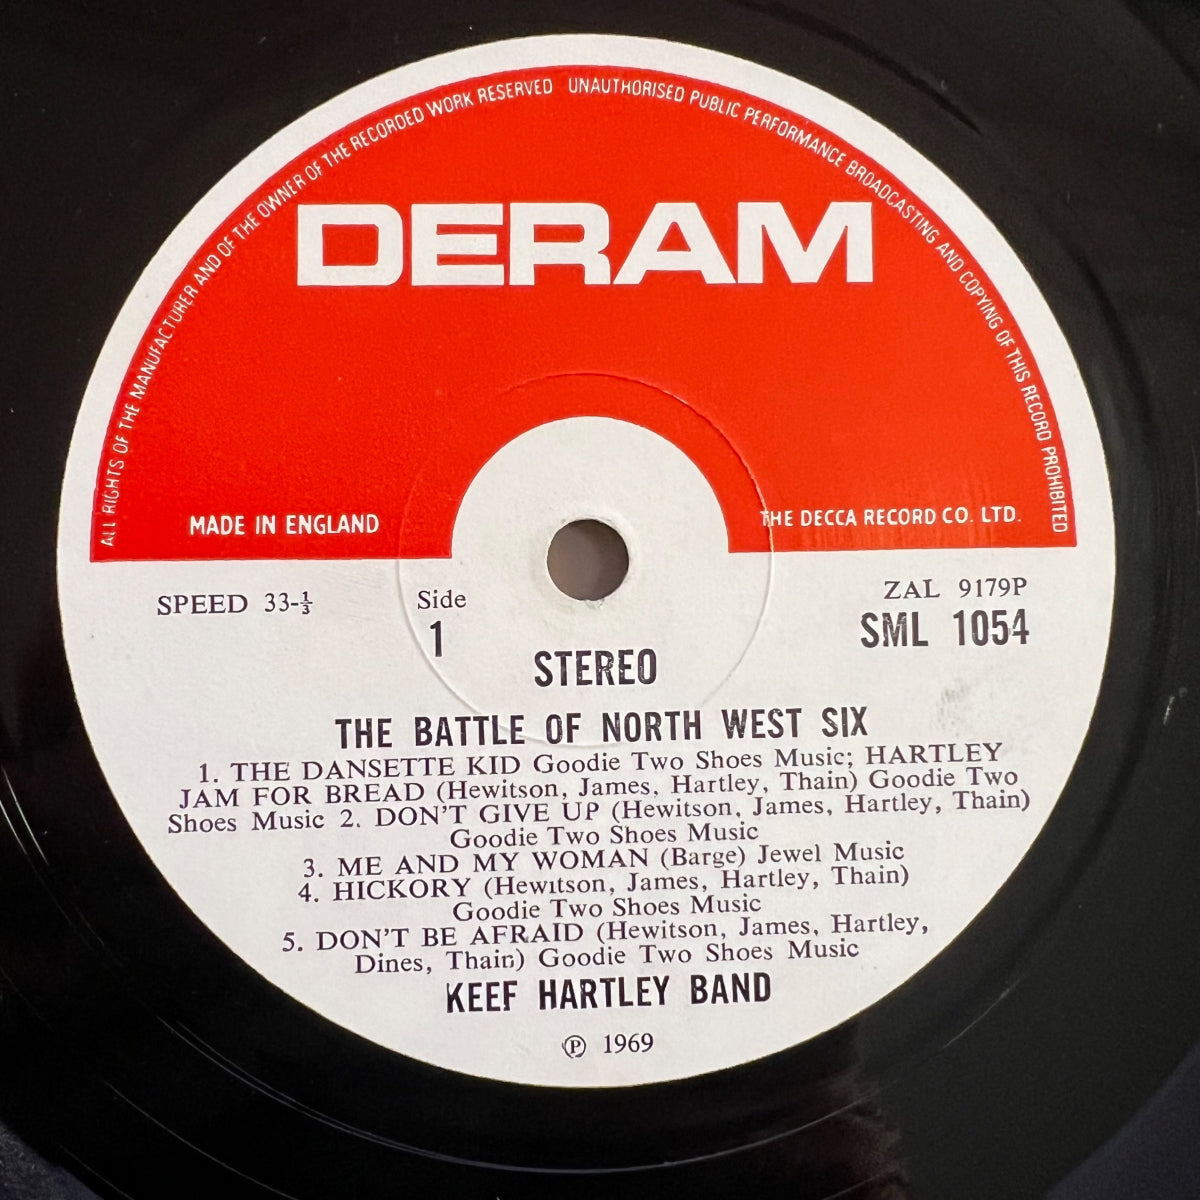 ALL RIGHTS OF THE MANUFACTURER AND OF THE OWNER OF THE RECORDED WORK RESERVED UNAUTHORISED PUBLIC PERFORMANCE BROADCASTING AND COPYING OF THIS RECORD PROHIBITED
DERAM
MADE IN ENGLAND
THE DECCA RECORD CO. LTD.
SPEED 33-⅓
Side
1
ZAL 9179P
SML 1054
STEREO
THE BATTLE OF NORTH WEST SIX
1. THE DANSETTE KID Goodie Two Shoes Music; HARTLEY
JAM FOR BREAD (Hewitson, James, Hartley, Thain) Goodie Two
Shoes Music 2. DON'T GIVE UP (Hewitson, James, Hartley, Thain)
Goodie Two Shoes Music
3. ME AND MY WOMAN (Barge) Jewel Music
4. HICKORY (Hewitson, James, Hartley, Thain)
Goodie Two Shoes Music
5. DON'T BE AFRAID (Hewitson, James, Hartley,
Dines, Thain) Goodie Two Shoes Music
KEEF HARTLEY BAND
℗ 1969